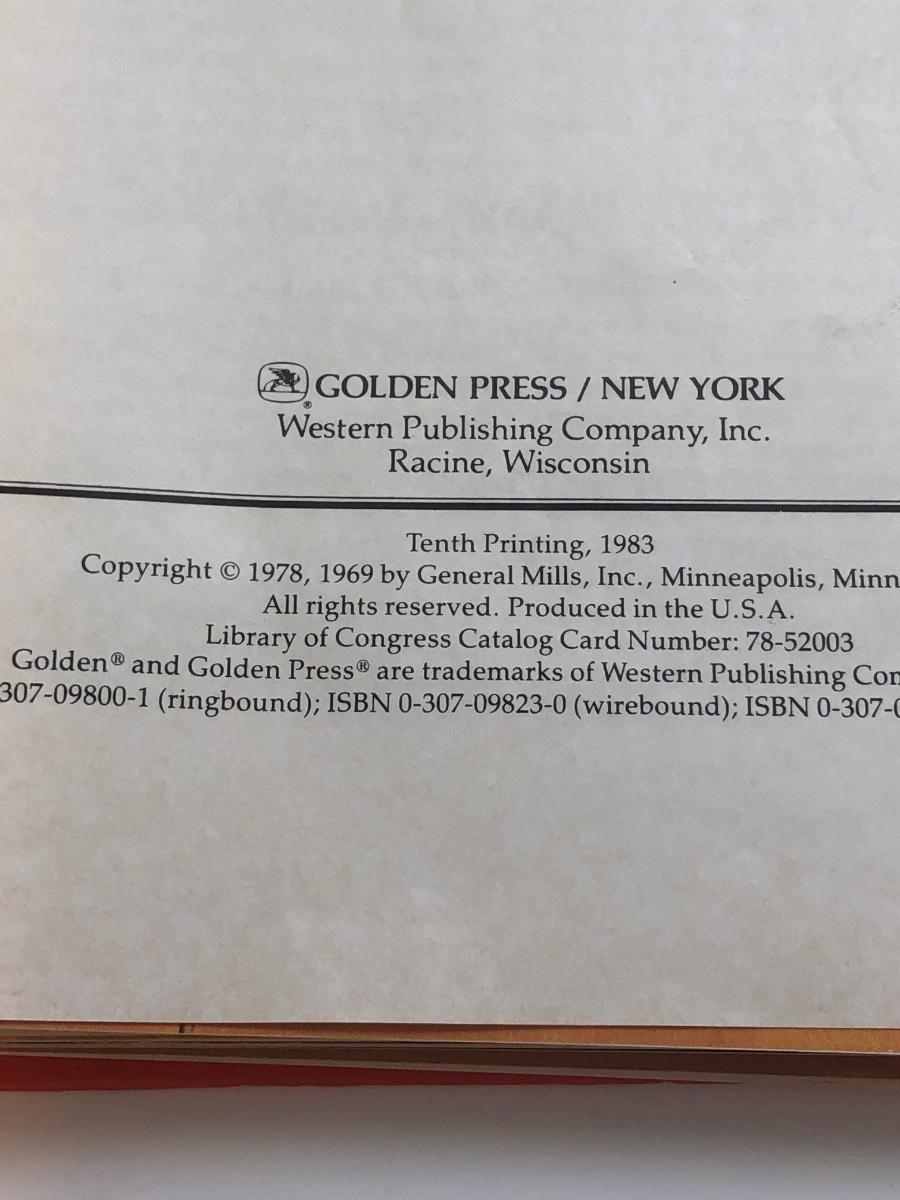 GOLDEN PRESS / NEW YORK
Western Publishing Company, Inc.
Racine, Wisconsin
Tenth Printing, 1983
Copyright © 1978, 1969 by General Mills, Inc., Minneapolis, Minn
All rights reserved. Produced in the U.S.A.
Library of Congress Catalog Card Number: 78-52003
Golden® and Golden Press® are trademarks of Western Publishing Com
307-09800-1 (ringbound); ISBN 0-307-09823-0 (wirebound); ISBN 0-307-0